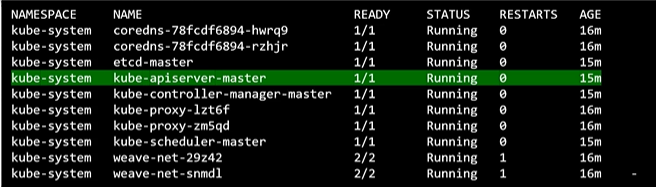 NAMESPACE NAME READY STATUS RESTARTS AGE
kube-system coredns-78fcdf6894-hwrq9 1/1 Running 0 16m
kube-system coredns-78fcdf6894-rzhjr 1/1 Running 0 16m
kube-system etcd-master 1/1 Running 0 15m
kube-system kube-apiserver-master 1/1 Running 0 15m
kube-system kube-controller-manager-master 1/1 Running 0 15m
kube-system kube-proxy-lzt6f 1/1 Running 0 16m
kube-system kube-proxy-zm5qd 1/1 Running 0 16m
kube-system kube-scheduler-master 1/1 Running 0 15m
kube-system weave-net-29z42 2/2 Running 1 16m
kube-system weave-net-snmdl 2/2 Running 1 16m